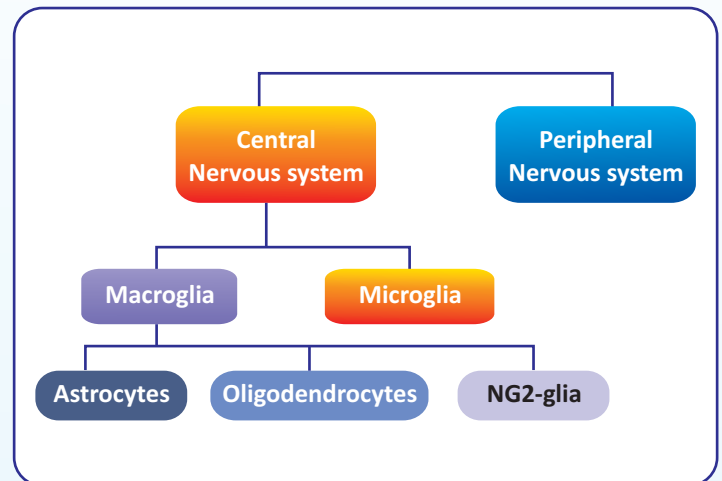 Central
Nervous system
Peripheral
Nervous system
Macroglia
Microglia
Astrocytes
Oligodendrocytes
NG2-glia